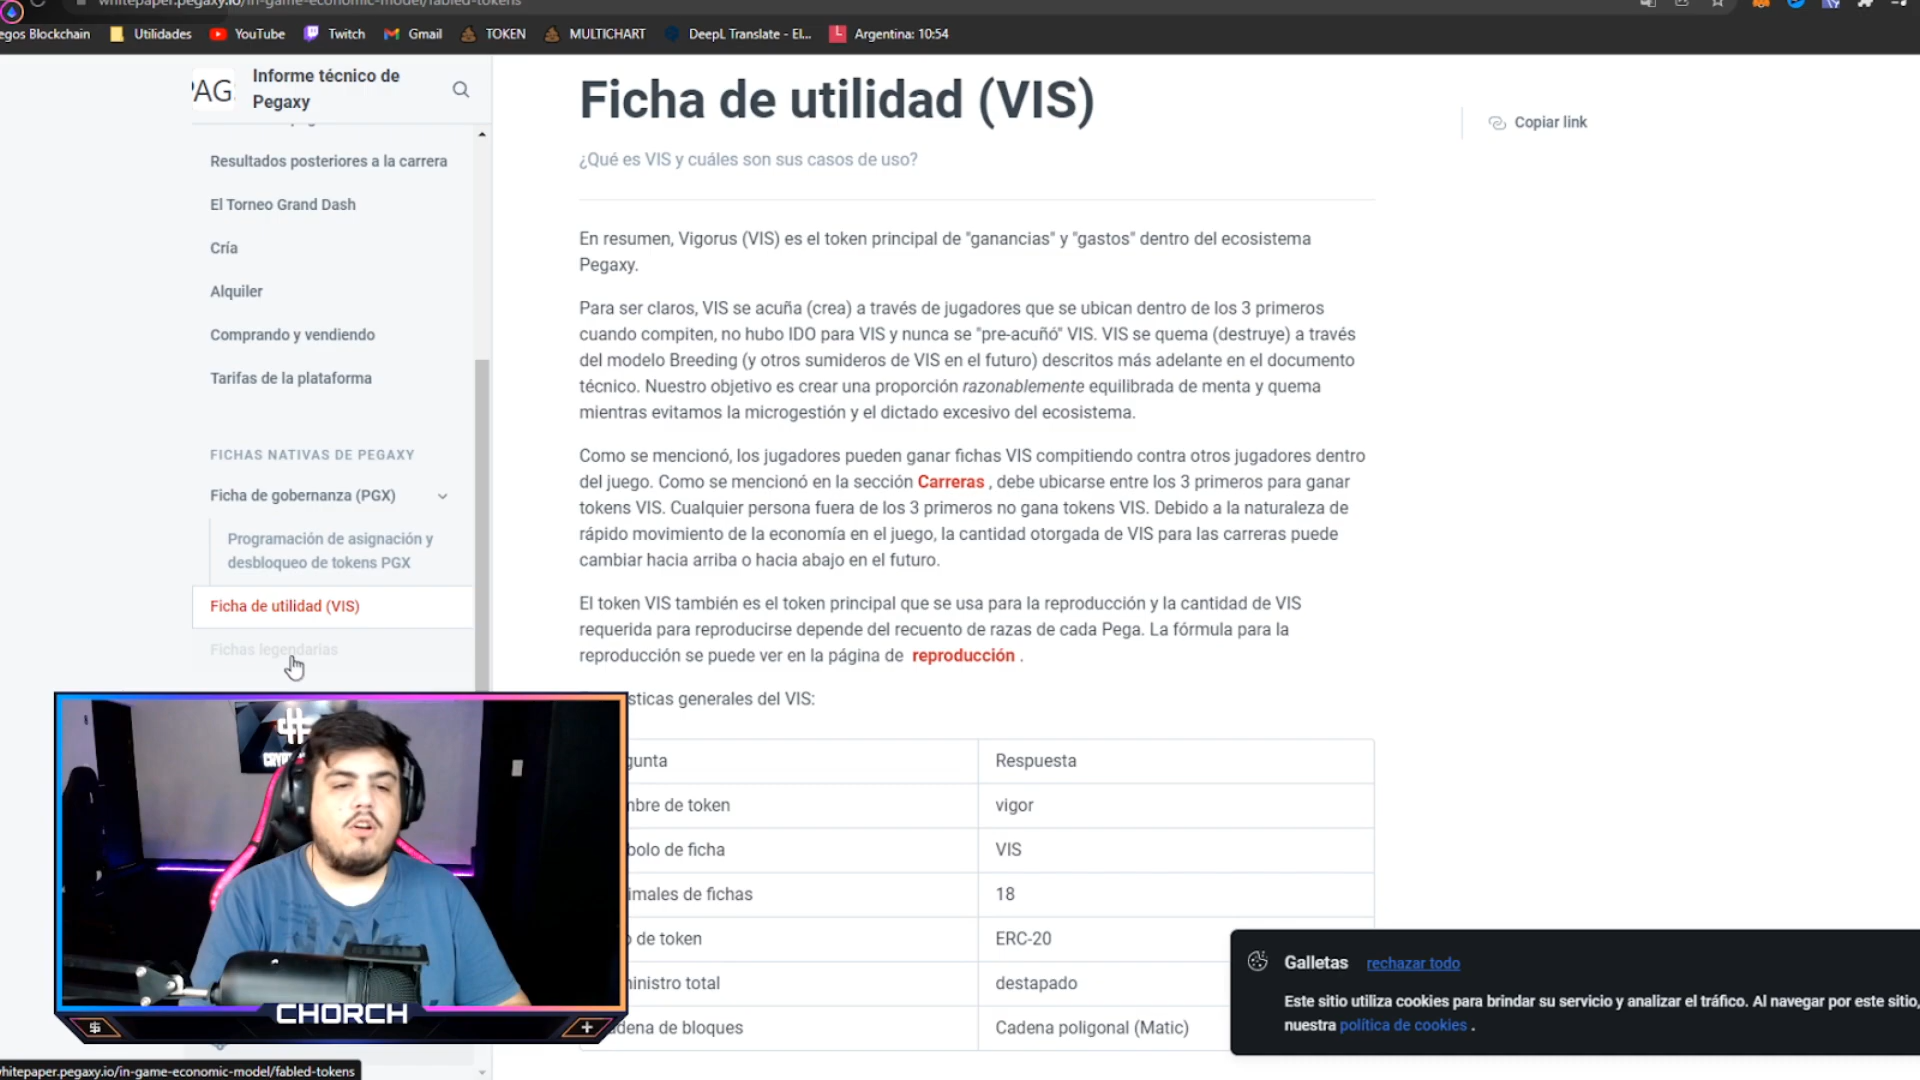 whitepaper.pegaxy.io/in-game-economic-model/fabled-tokens
egos Blockchain
Utilidades
YouTube
Twitch
Gmail
TOKEN
MULTICHART
DeepL Translate - El...
Argentina: 10:54
PAG
Informe técnico de
Pegaxy
Resultados posteriores a la carrera
El Torneo Grand Dash
Cría
Alquiler
Comprando y vendiendo
Tarifas de la plataforma
FICHAS NATIVAS DE PEGAXY
Ficha de gobernanza (PGX)
Programación de asignación y
desbloqueo de tokens PGX
Ficha de utilidad (VIS)
Fichas legendarias
Ficha de utilidad (VIS)
¿Qué es VIS y cuáles son sus casos de uso?
Copiar link
En resumen, Vigorus (VIS) es el token principal de "ganancias" y "gastos" dentro del ecosistema
Pegaxy.
Para ser claros, VIS se acuña (crea) a través de jugadores que se ubican dentro de los 3 primeros
cuando compiten, no hubo IDO para VIS y nunca se "pre-acuñó" VIS. VIS se quema (destruye) a través
del modelo Breeding (y otros sumideros de VIS en el futuro) descritos más adelante en el documento
técnico. Nuestro objetivo es crear una proporción razonablemente equilibrada de menta y quema
mientras evitamos la microgestión y el dictado excesivo del ecosistema.
Como se mencionó, los jugadores pueden ganar fichas VIS compitiendo contra otros jugadores dentro
del juego. Como se mencionó en la sección Carreras , debe ubicarse entre los 3 primeros para ganar
tokens VIS. Cualquier persona fuera de los 3 primeros no gana tokens VIS. Debido a la naturaleza de
rápido movimiento de la economía en el juego, la cantidad otorgada de VIS para las carreras puede
cambiar hacia arriba o hacia abajo en el futuro.
El token VIS también es el token principal que se usa para la reproducción y la cantidad de VIS
requerida para reproducirse depende del recuento de razas de cada Pega. La fórmula para la
reproducción se puede ver en la página de reproducción .
sticas generales del VIS:
gunta Respuesta
nbre de token vigor
bolo de ficha VIS
imales de fichas 18
o de token ERC-20
ninistro total destapado
dena de bloques Cadena poligonal (Matic)
Galletas rechazar todo
Este sitio utiliza cookies para brindar su servicio y analizar el tráfico. Al navegar por este sitio,
nuestra política de cookies .
CHORCH
$
+
whitepaper.pegaxy.io/in-game-economic-model/fabled-tokens